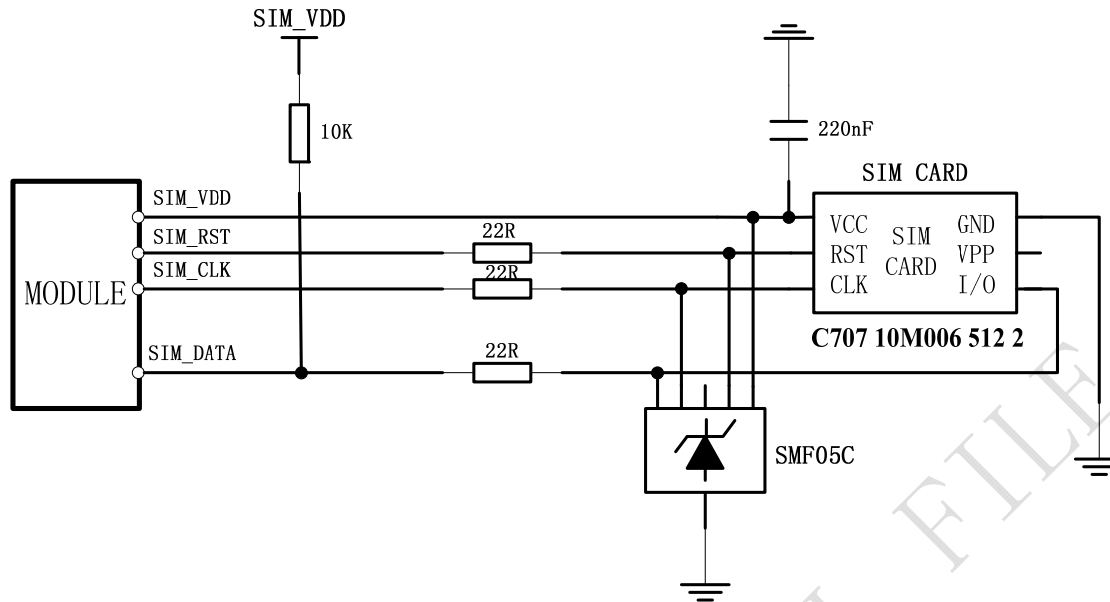 SIM_VDD
10K
220nF
SIM CARD
SIM_VDD
SIM_RST
SIM_CLK
SIM_DATA
MODULE
22R
22R
22R
VCC
RST
CLK
SIM
CARD
GND
VPP
I/O
C707 10M006 512 2
SMF05C
FILE